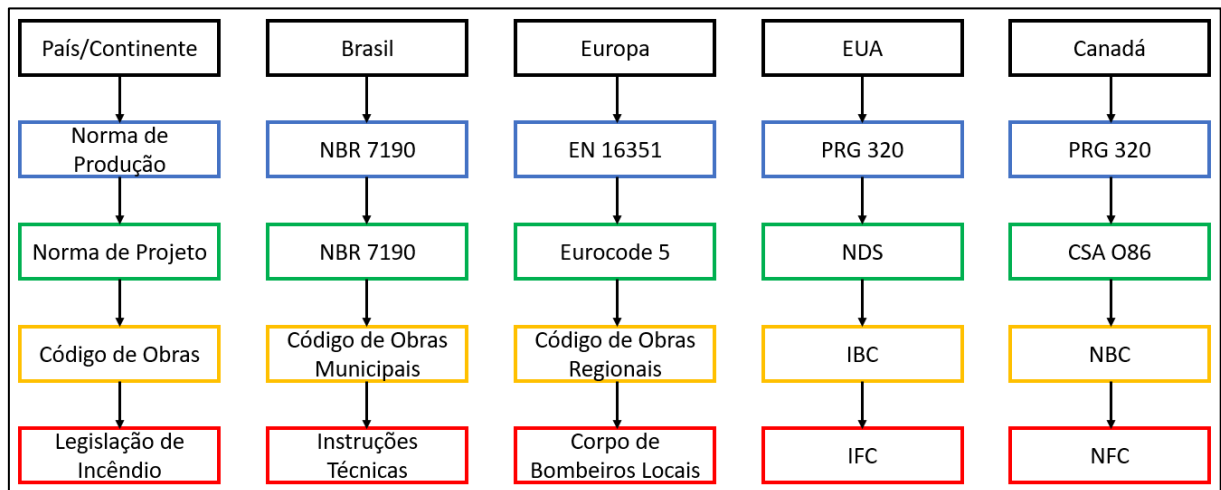 País/Continente
Brasil
Europa
EUA
Canadá
Norma de
Produção
NBR 7190
EN 16351
PRG 320
PRG 320
Norma de Projeto
NBR 7190
Eurocode 5
NDS
CSA O86
Código de Obras
Código de Obras
Municipais
Código de Obras
Regionais
IBC
NBC
Legislação de
Incêndio
Instruções
Técnicas
Corpo de
Bombeiros Locais
IFC
NFC